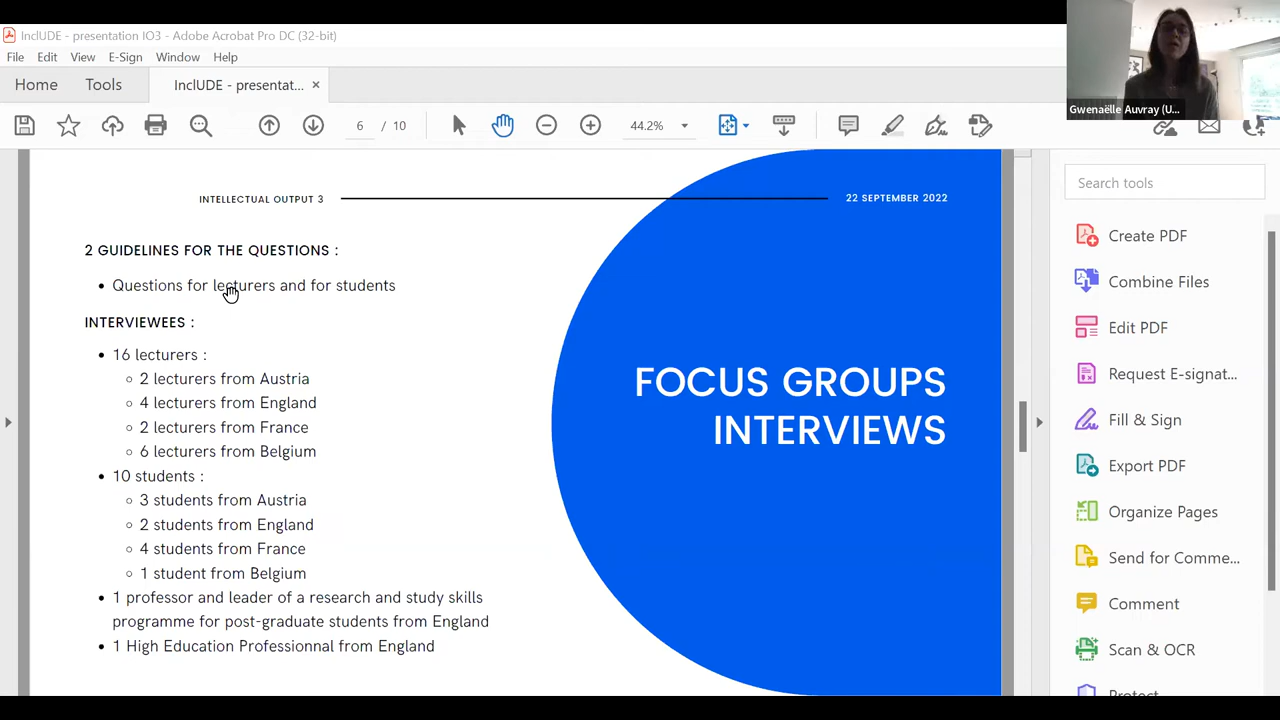 InclUDE - presentation IO3 - Adobe Acrobat Pro DC (32-bit)
File Edit View E-Sign Window Help
Home Tools InclUDE - presentat... ×
6 / 10 44.2%
Gwenaëlle Auvray (U...
INTELLECTUAL OUTPUT 3
22 SEPTEMBER 2022
2 GUIDELINES FOR THE QUESTIONS :
• Questions for lecturers and for students
INTERVIEWEES :
• 16 lecturers :
◦ 2 lecturers from Austria
◦ 4 lecturers from England
◦ 2 lecturers from France
◦ 6 lecturers from Belgium
• 10 students :
◦ 3 students from Austria
◦ 2 students from England
◦ 4 students from France
◦ 1 student from Belgium
• 1 professor and leader of a research and study skills
programme for post-graduate students from England
• 1 High Education Professionnal from England
FOCUS GROUPS
INTERVIEWS
Search tools
Create PDF
Combine Files
Edit PDF
Request E-signat...
Fill & Sign
Export PDF
Organize Pages
Send for Comme...
Comment
Scan & OCR
Protect